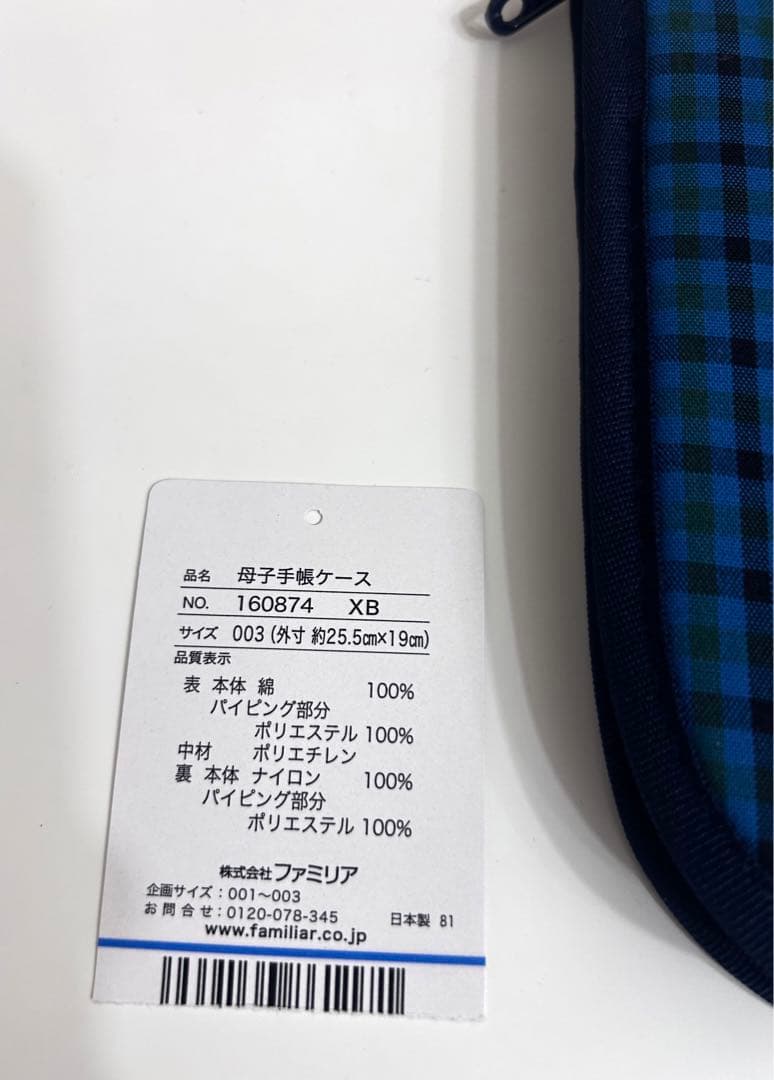 品名 母子手帳ケース
NO. 160874 XB
サイズ 003(外寸 約25.5㎝×19㎝)
品質表示
表 本体 綿 100%
パイピング部分
ポリエステル 100%
中材 ポリエチレン
裏 本体 ナイロン 100%
パイピング部分
ポリエステル 100%
株式会社ファミリア
企画サイズ:001〜003
お問合せ:0120-078-345 日本製 81
www.familiar.co.jp